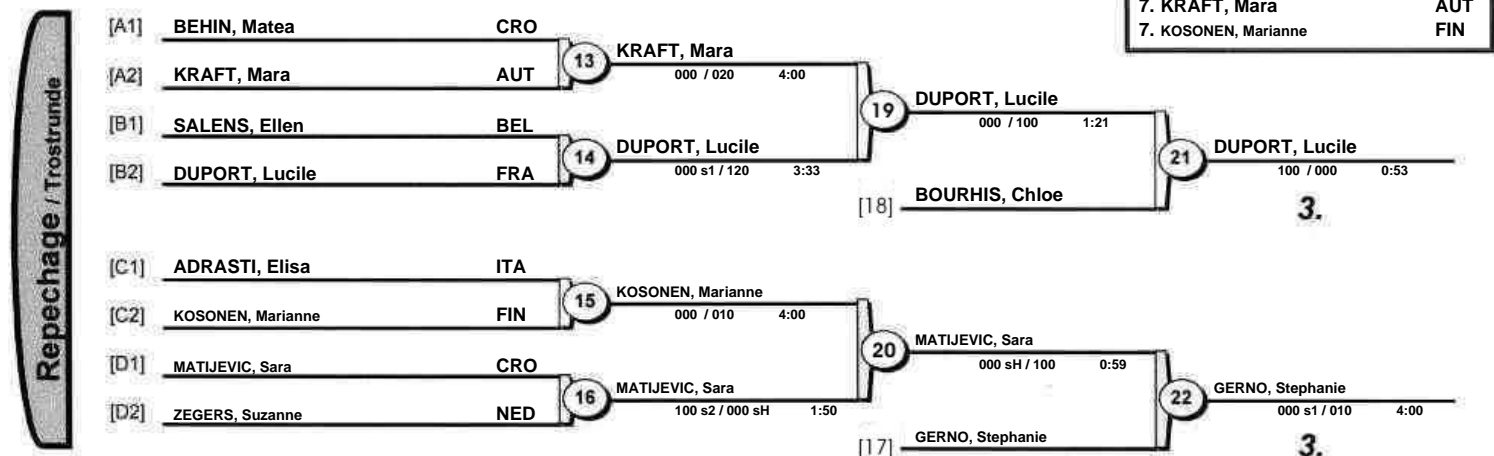 Repechage / Trostrunde
7. KRAFT, Mara AUT
7. KOSONEN, Marianne FIN
[A1] BEHIN, Matea CRO
13 KRAFT, Mara
000 / 020 4:00
[A2] KRAFT, Mara AUT
19 DUPORT, Lucile
000 / 100 1:21
[B1] SALENS, Ellen BEL
14 DUPORT, Lucile
000 s1 / 120 3:33
21 DUPORT, Lucile
100 / 000 0:53
[B2] DUPORT, Lucile FRA
[18] BOURHIS, Chloe
3.
[C1] ADRASTI, Elisa ITA
15 KOSONEN, Marianne
000 / 010 4:00
[C2] KOSONEN, Marianne FIN
20 MATIJEVIC, Sara
000 sH / 100 0:59
[D1] MATIJEVIC, Sara CRO
16 MATIJEVIC, Sara
100 s2 / 000 sH 1:50
22 GERNO, Stephanie
000 s1 / 010 4:00
[D2] ZEGERS, Suzanne NED
[17] GERNO, Stephanie
3.